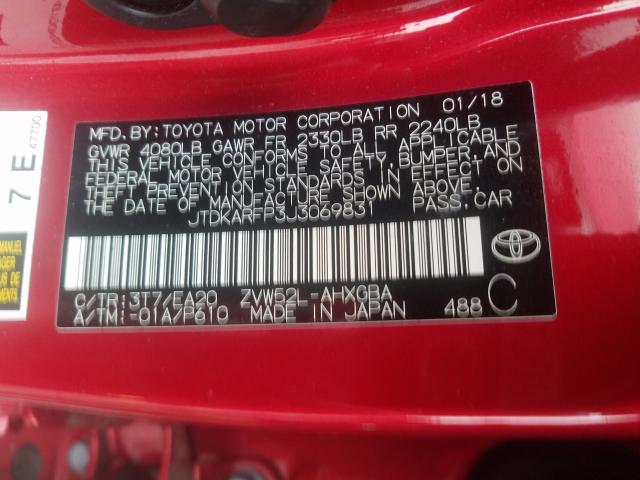 MFD.BY:TOYOTA MOTOR CORPORATION 01/18
GVWR 4080LB GAWR FR 2330LB RR 2240LB
THIS VEHICLE CONFORMS TO ALL APPLICABLE
FEDERAL MOTOR VEHICLE SAFETY, BUMPER, AND
THEFT PREVENTION STANDARDS IN EFFECT ON
THE DATE OF MANUFACTURE SHOWN ABOVE.
JTDKARFP3J3069831 PASS.CAR
C/TR:3T7/EA20 ZVW52L-AHXGBA
A/TM:-01A/P610 MADE IN JAPAN 488 C
7 E 47700
MANUEL